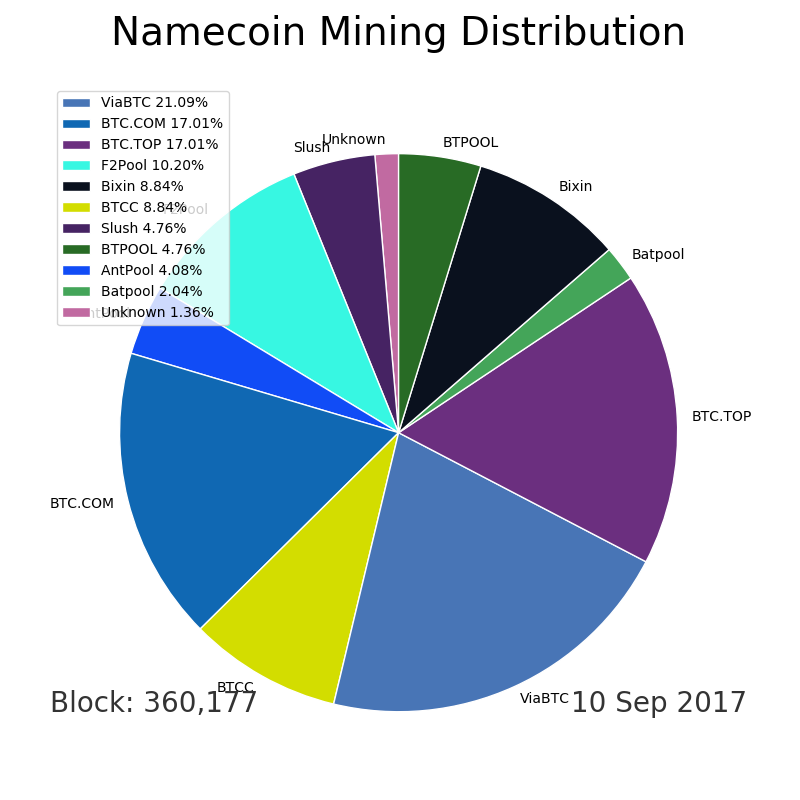 Namecoin Mining Distribution
ViaBTC 21.09%
BTC.COM 17.01%
BTC.TOP 17.01%
F2Pool 10.20%
Bixin 8.84%
BTCC 8.84%
Slush 4.76%
BTPOOL 4.76%
AntPool 4.08%
Batpool 2.04%
Unknown 1.36%
Unknown
Slush
BTPOOL
Bixin
Batpool
BTC.TOP
BTC.COM
BTCC
ViaBTC
Block: 360,177
10 Sep 2017